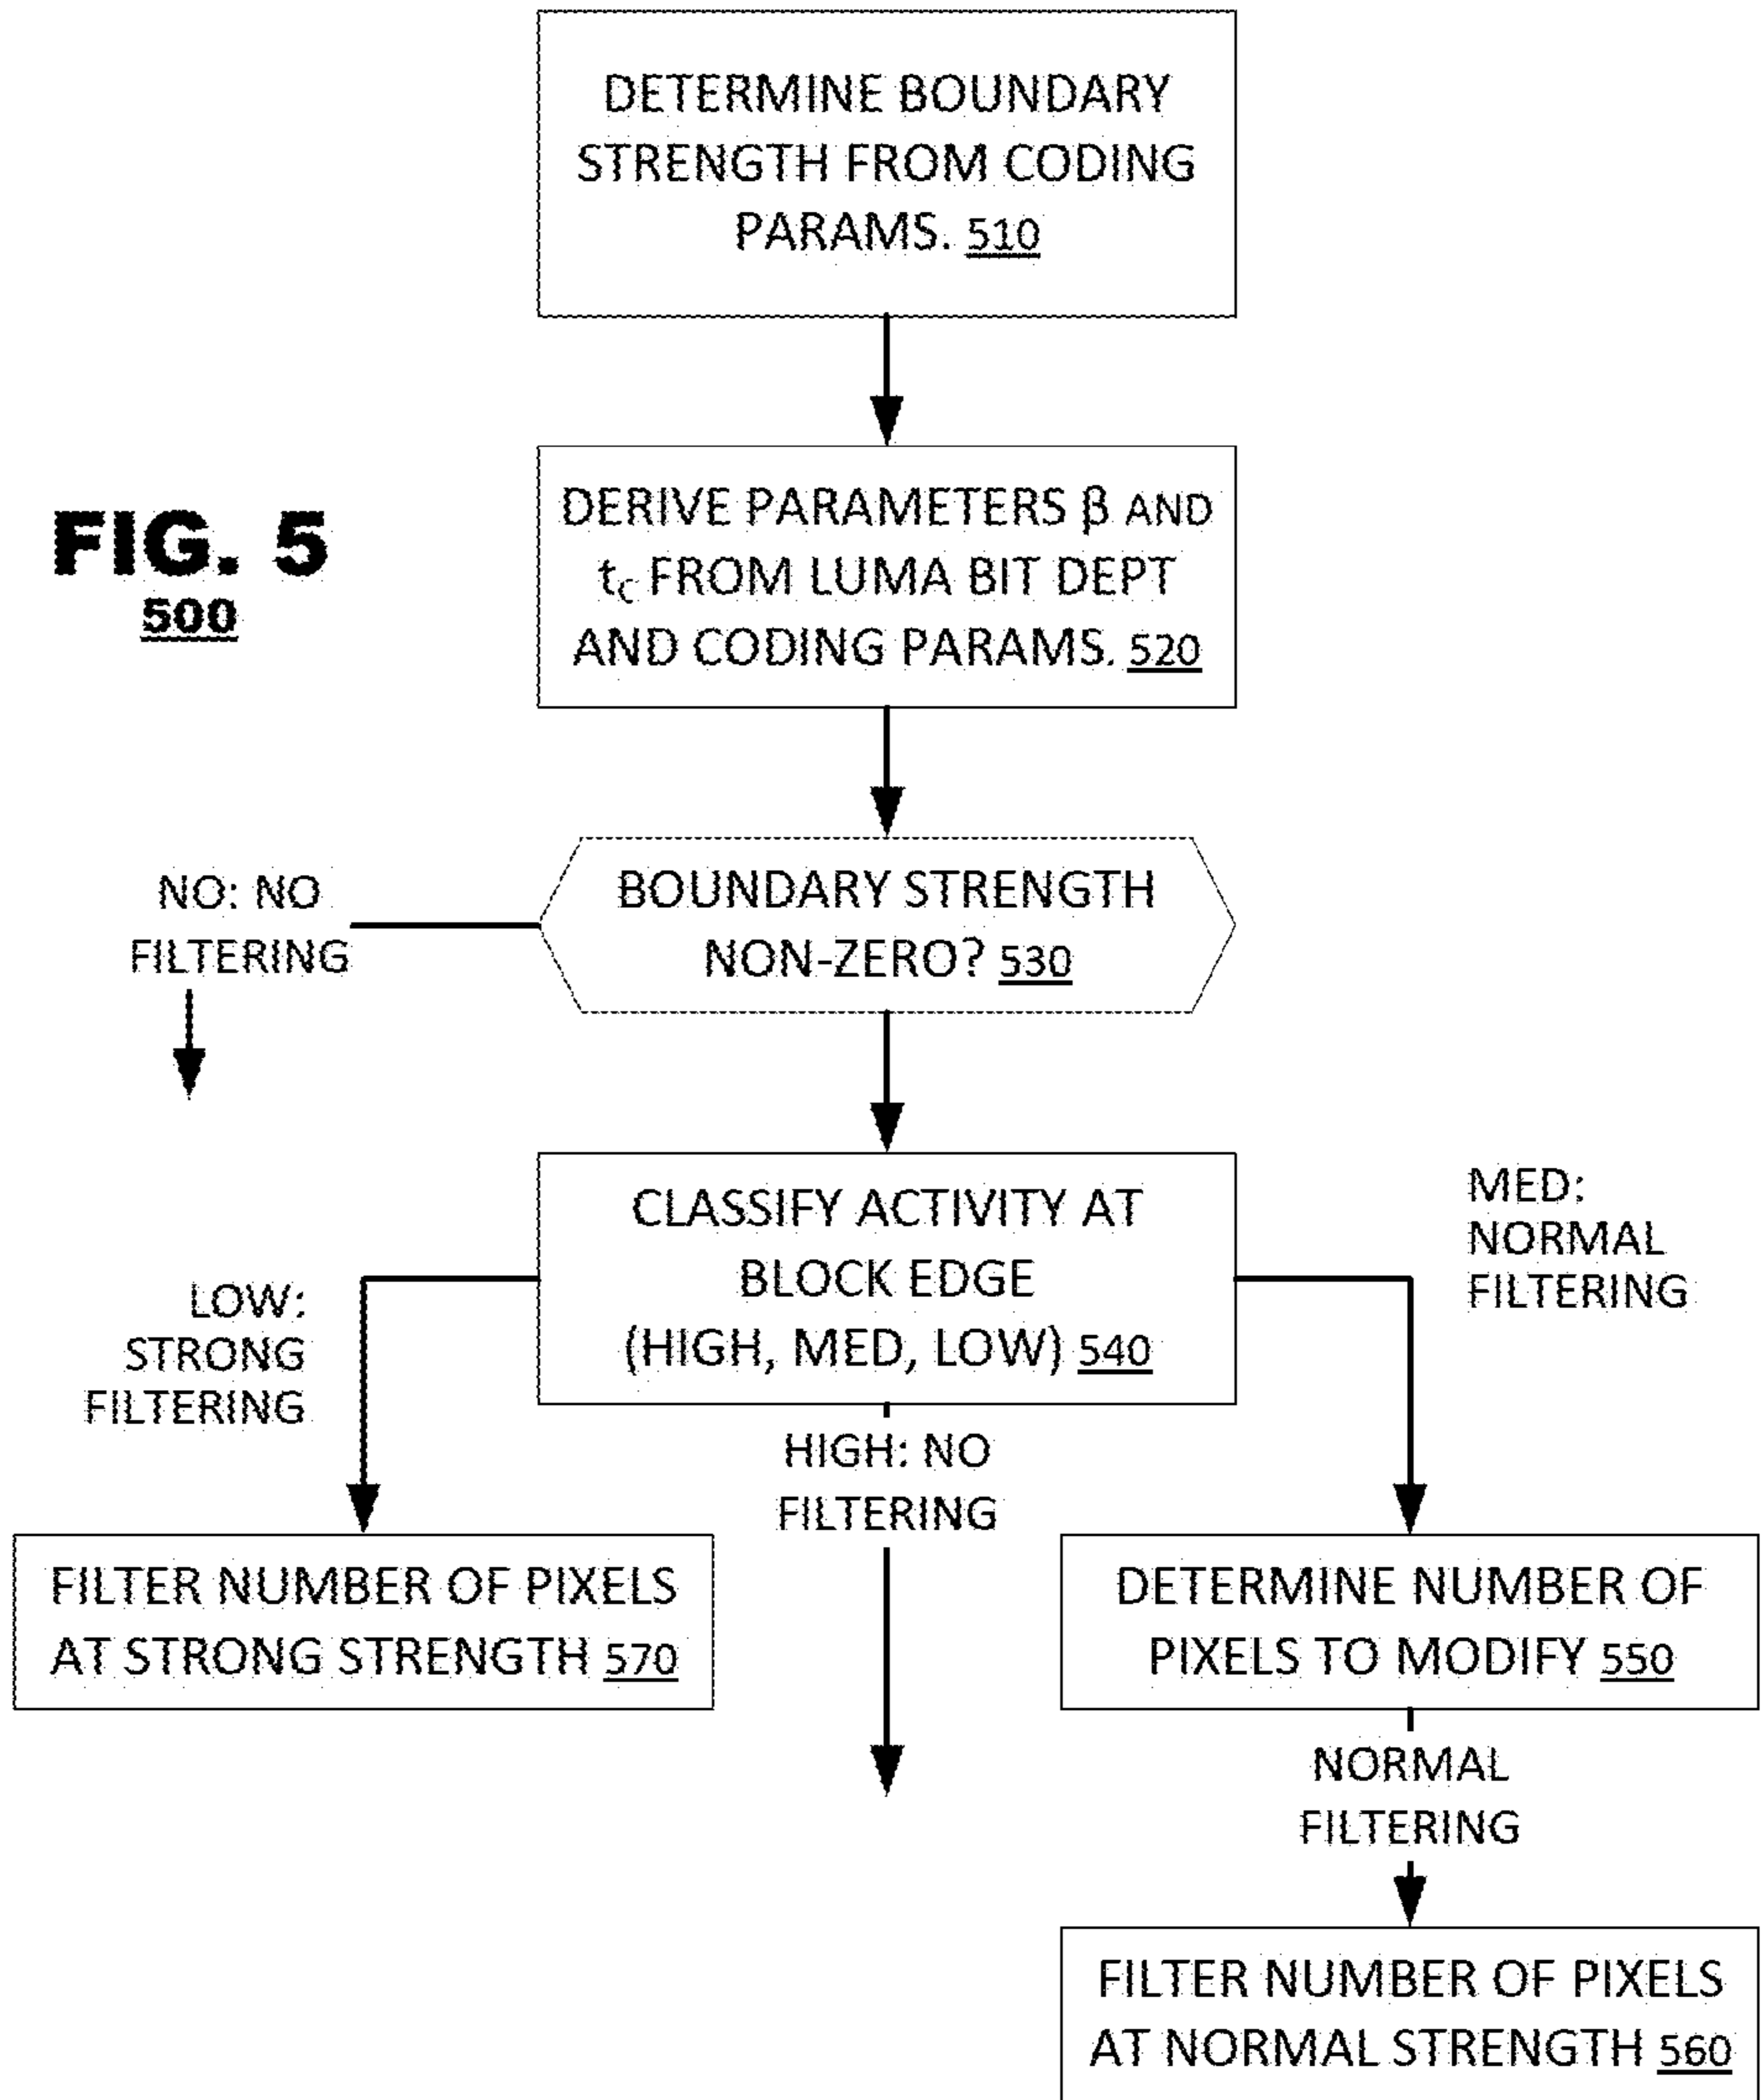 DETERMINE BOUNDARY
STRENGTH FROM CODING
PARAMS. 510
FIG. 5
500
DERIVE PARAMETERS β AND
tc FROM LUMA BIT DEPT
AND CODING PARAMS. 520
NO: NO
FILTERING
BOUNDARY STRENGTH
NON-ZERO? 530
CLASSIFY ACTIVITY AT
BLOCK EDGE
(HIGH, MED, LOW) 540
MED:
NORMAL
FILTERING
LOW:
STRONG
FILTERING
HIGH: NO
FILTERING
FILTER NUMBER OF PIXELS
AT STRONG STRENGTH 570
DETERMINE NUMBER OF
PIXELS TO MODIFY 550
NORMAL
FILTERING
FILTER NUMBER OF PIXELS
AT NORMAL STRENGTH 560